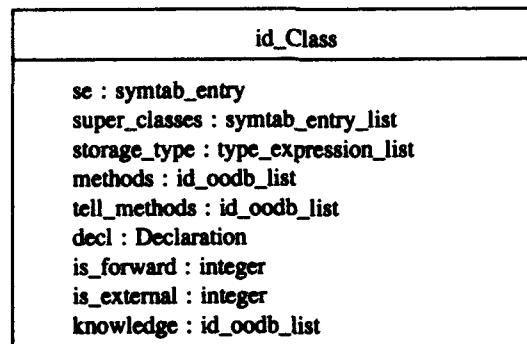 id_Class
se : symtab_entry
super_classes : symtab_entry_list
storage_type : type_expression_list
methods : id_oodb_list
tell_methods : id_oodb_list
decl : Declaration
is_forward : integer
is_external : integer
knowledge : id_oodb_list